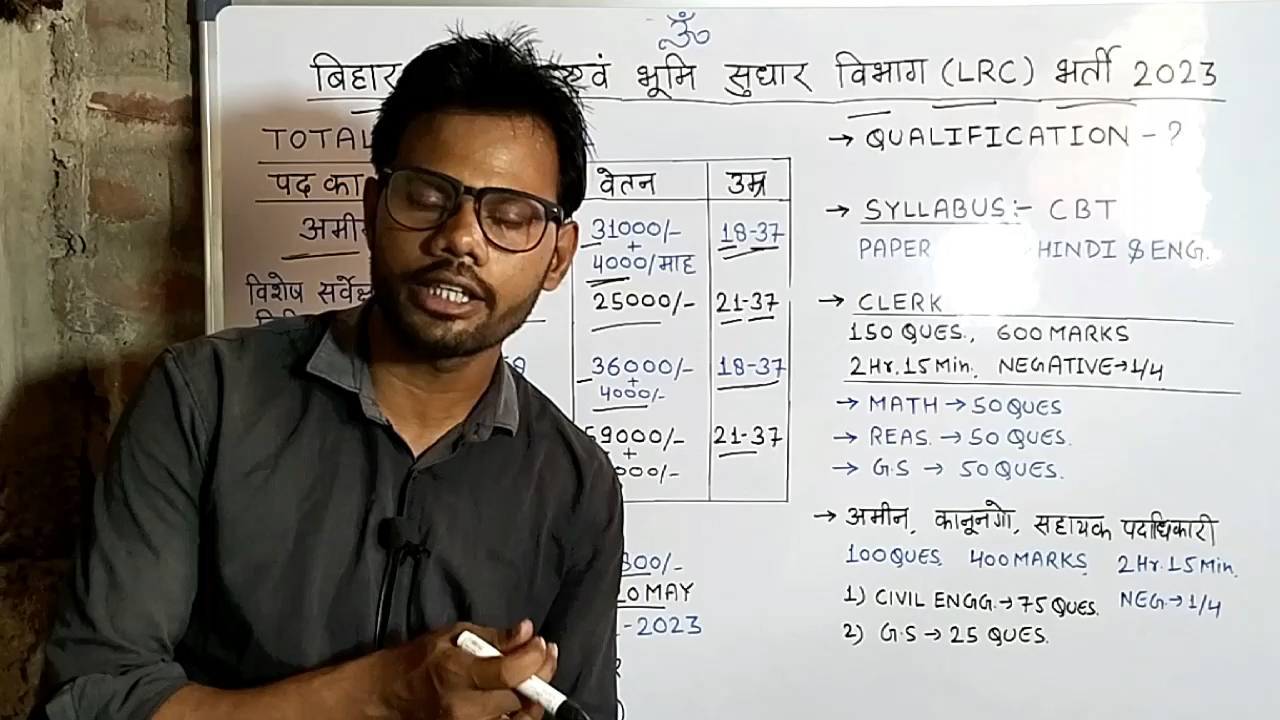 ॐ
बिहार एवं भूमि सुधार विभाग (LRC) भर्ती 2023
TOTAL
पद का वेतन उम्र
31000/- 18-37
+
4000/माह
विशेष
25000/- 21-37
36000/- 18-37
+
4000/-
69000/- 21-37
+
000/-
800/-
MAY
-2023
→ QUALIFICATION - ?
→ SYLLABUS:- CBT
PAPER HINDI $ ENG.
→ CLERK
150 QUES., 600 MARKS
2Hr. 15 Min. NEGATIVE→1/4
→ MATH → 50 QUES
→ REAS. → 50 QUES.
→ G.S → 50 QUES.
→ अमीन, कानूनगो, सहायक पदाधिकारी
100 QUES. 400 MARKS 2Hr. 15 Min.
1) CIVIL ENGG. → 75 QUES. NEG → 1/4
2) G.S → 25 QUES.